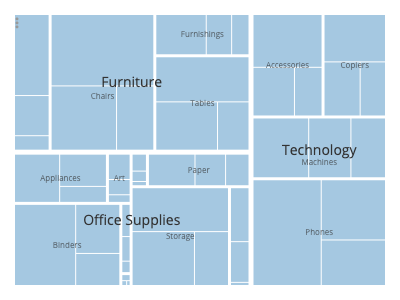 Furnishings
Accessories
Copiers
Furniture
Chairs
Tables
Technology
Machines
Paper
Appliances
Art
Office Supplies
Phones
Storage
Binders